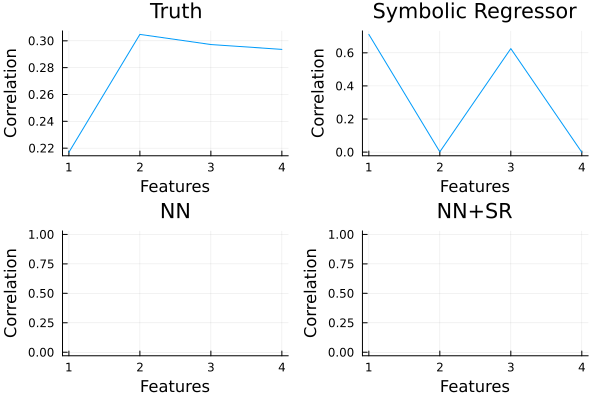 Truth
Correlation
0.30
0.28
0.26
0.24
0.22
1 2 3 4
Features
Symbolic Regressor
Correlation
0.6
0.4
0.2
0.0
1 2 3 4
Features
NN
Correlation
1.00
0.75
0.50
0.25
0.00
1 2 3 4
Features
NN+SR
Correlation
1.00
0.75
0.50
0.25
0.00
1 2 3 4
Features